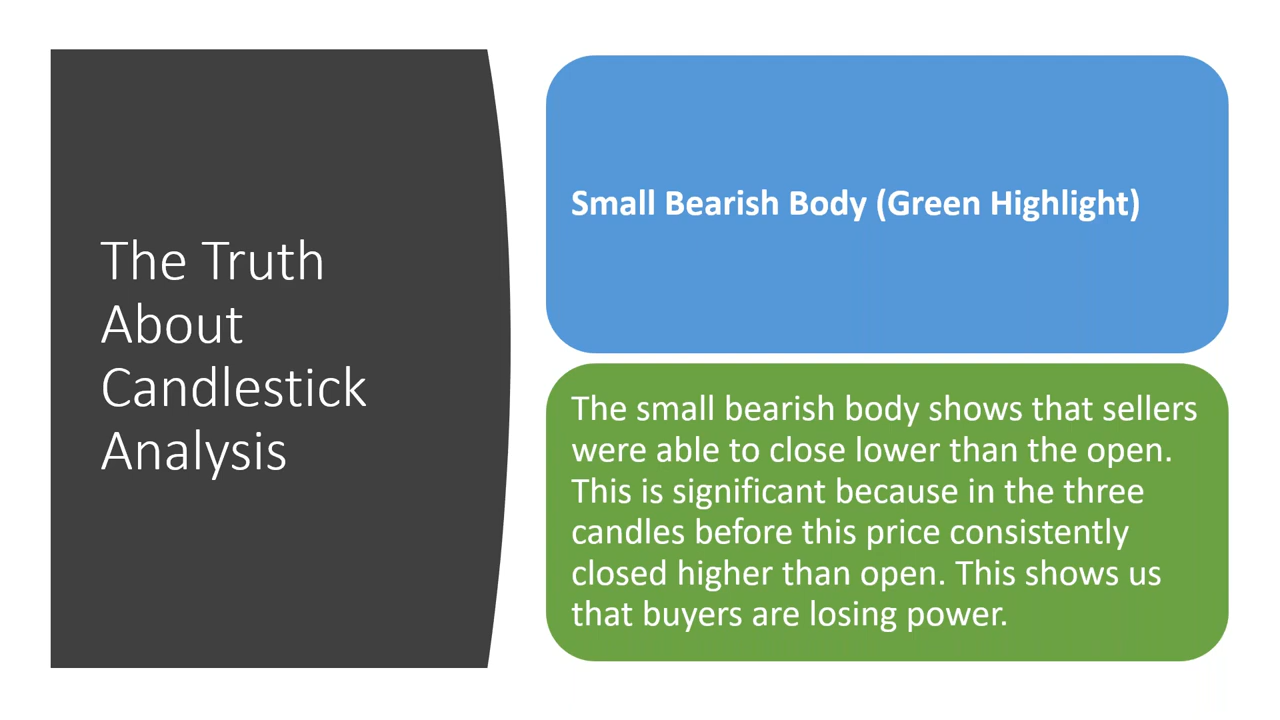 The Truth
About
Candlestick
Analysis
Small Bearish Body (Green Highlight)
The small bearish body shows that sellers
were able to close lower than the open.
This is significant because in the three
candles before this price consistently
closed higher than open. This shows us
that buyers are losing power.